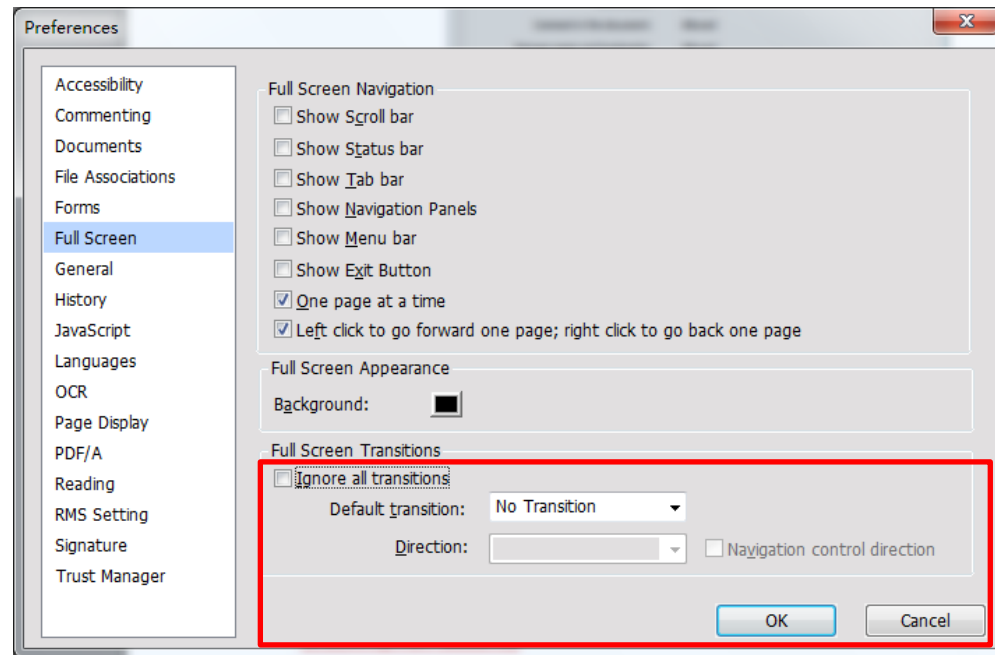 Preferences
Accessibility
Commenting
Documents
File Associations
Forms
Full Screen
General
History
JavaScript
Languages
OCR
Page Display
PDF/A
Reading
RMS Setting
Signature
Trust Manager
Full Screen Navigation
Show Scroll bar
Show Status bar
Show Tab bar
Show Navigation Panels
Show Menu bar
Show Exit Button
One page at a time
Left click to go forward one page; right click to go back one page
Full Screen Appearance
Background:
Full Screen Transitions
Ignore all transitions
Default transition: No Transition
Direction: Navigation control direction
OK Cancel